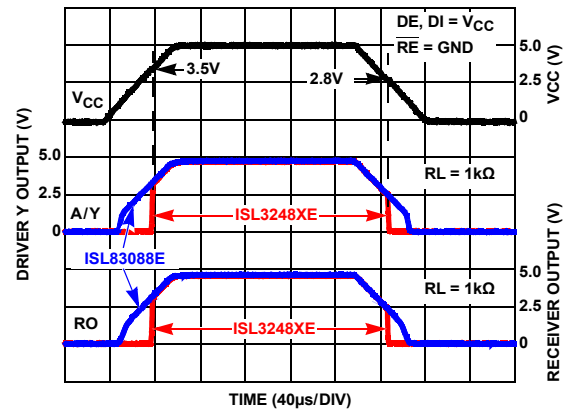 DE, DI = VCC
RE = GND
5.0
2.5
0
VCC (V)
3.5V
2.8V
VCC
DRIVER Y OUTPUT (V)
5.0
2.5
0
A/Y
RL = 1kΩ
ISL3248XE
ISL83088E
RO
RL = 1kΩ
ISL3248XE
5.0
2.5
0
RECEIVER OUTPUT (V)
TIME (40µs/DIV)